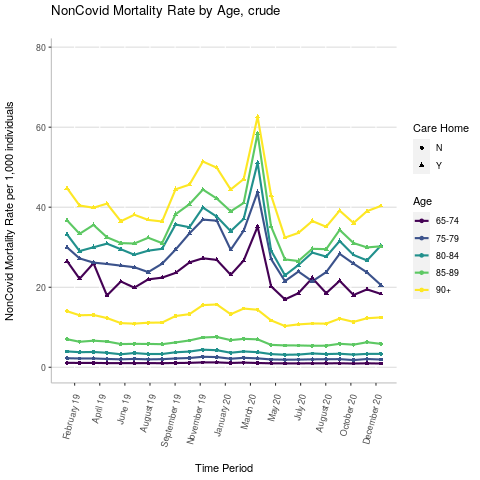 NonCovid Mortality Rate by Age, crude
NonCovid Mortality Rate per 1,000 individuals
80
60
40
20
0
February 19
April 19
June 19
August 19
September 19
November 19
January 20
March 20
May 20
July 20
August 20
October 20
December 20
Time Period
Care Home
N
Y
Age
65-74
75-79
80-84
85-89
90+